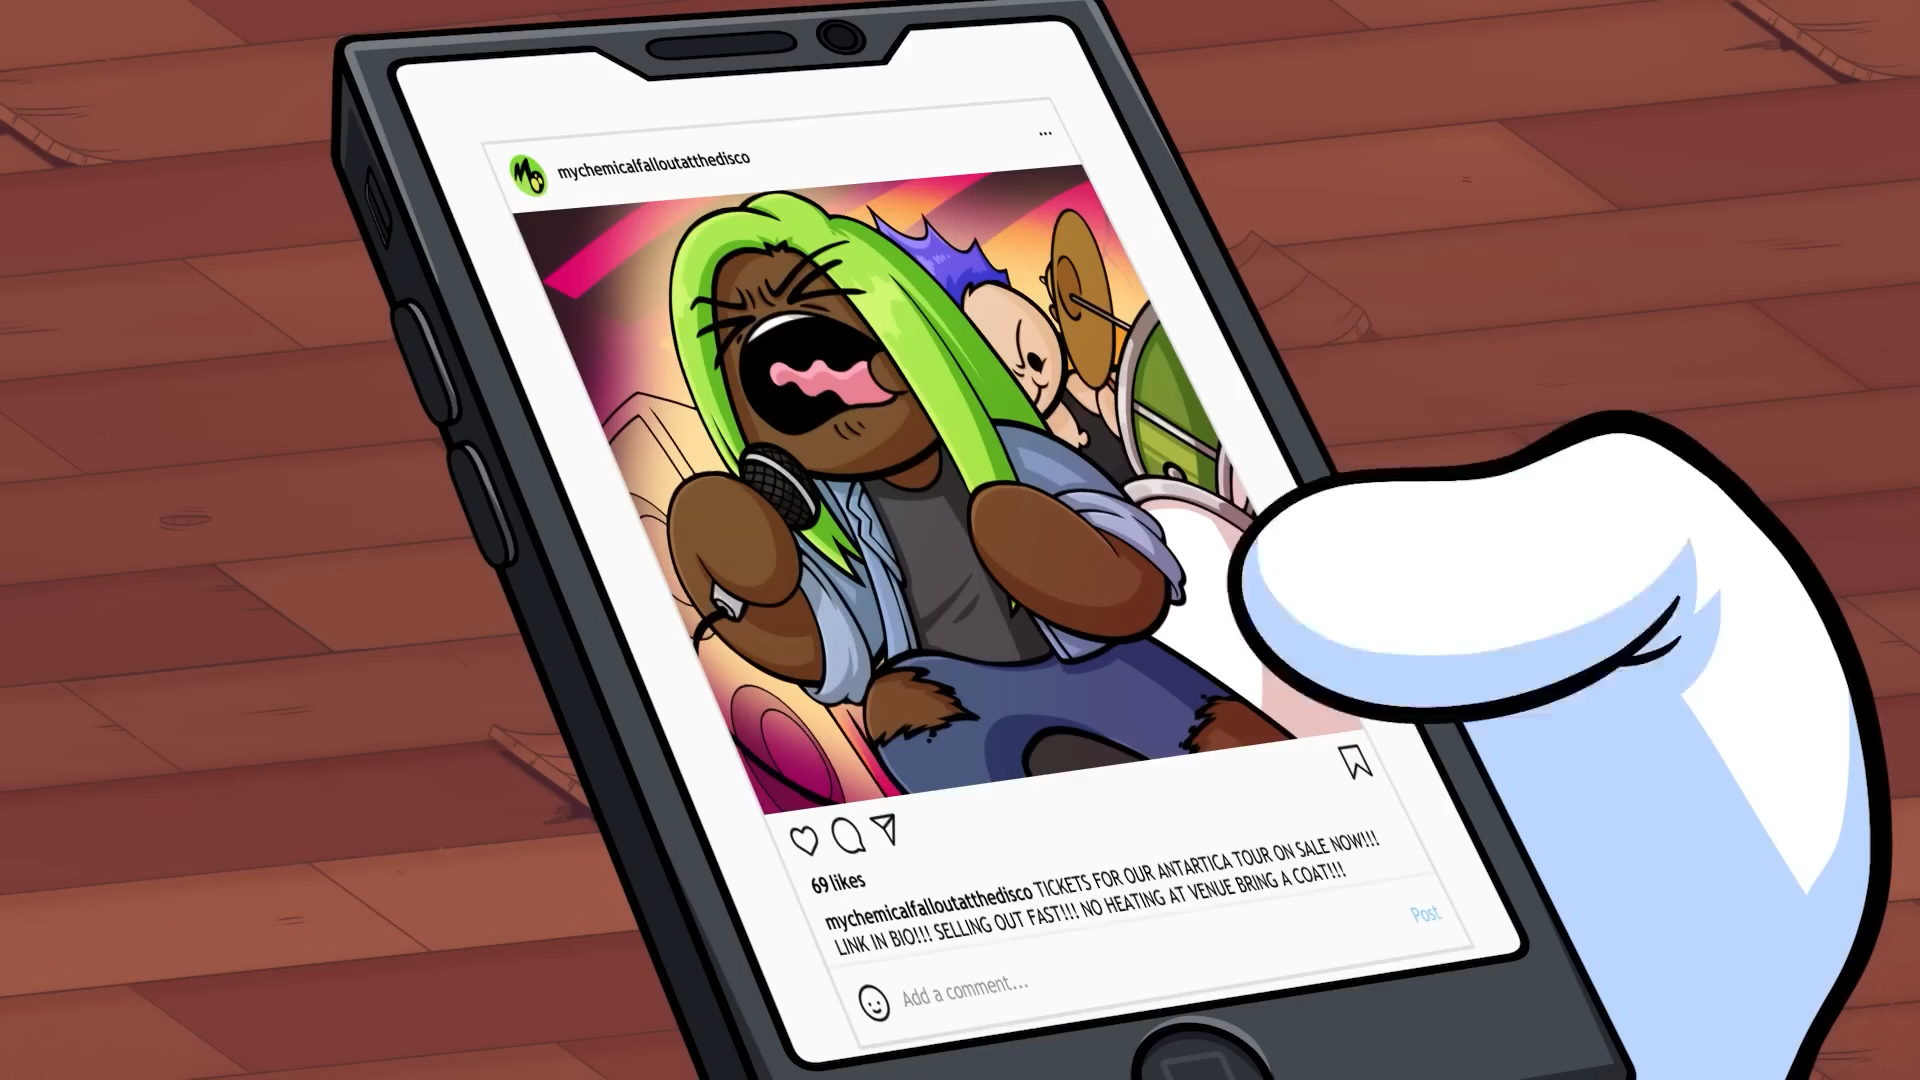 mychemicalfalloutatthedisco
69 likes
mychemicalfalloutatthedisco TICKETS FOR OUR ANTARTICA TOUR ON SALE NOW!!!
LINK IN BIO!!! SELLING OUT FAST!!! NO HEATING AT VENUE BRING A COAT!!!
Post
Add a comment...